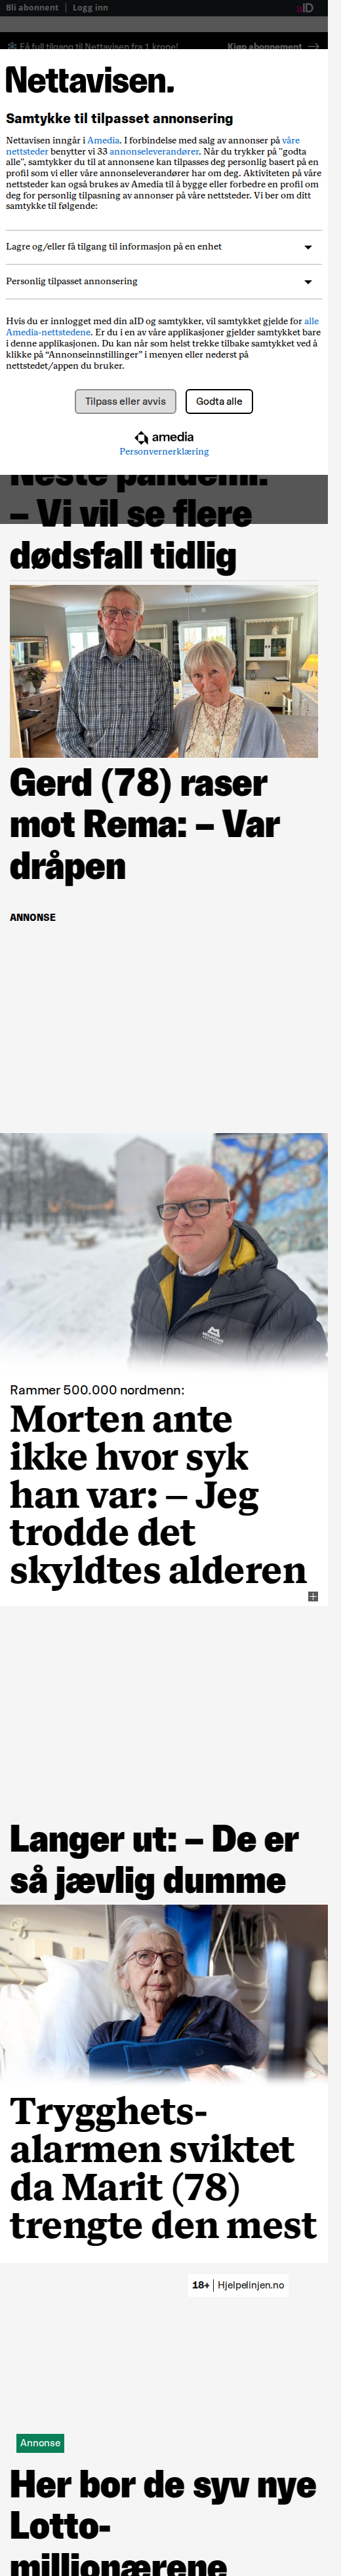 Bli abonnent | Logg inn
aID
Få full tilgang til Nettavisen fra 1 krone!
Kjøp abonnement →
Nettavisen.
Samtykke til tilpasset annonsering
Nettavisen inngår i Amedia. I forbindelse med salg av annonser på våre
nettsteder benytter vi 33 annonseleverandører. Når du trykker på "godta
alle", samtykker du til at annonsene kan tilpasses deg personlig basert på en
profil som vi eller våre annonseleverandører har om deg. Aktiviteten på våre
nettsteder kan også brukes av Amedia til å bygge eller forbedre en profil om
deg for personlig tilpasning av annonser på våre nettsteder. Vi ber om ditt
samtykke til følgende:
Lagre og/eller få tilgang til informasjon på en enhet
Personlig tilpasset annonsering
Hvis du er innlogget med din aID og samtykker, vil samtykket gjelde for alle
Amedia-nettstedene. Er du i en av våre applikasjoner gjelder samtykket bare
i denne applikasjonen. Du kan når som helst trekke tilbake samtykket ved å
klikke på “Annonseinnstillinger” i menyen eller nederst på
nettstedet/appen du bruker.
Tilpass eller avvis
Godta alle
amedia
Personvernerklæring
neste pandemi:
– Vi vil se flere
dødsfall tidlig
Gerd (78) raser
mot Rema: – Var
dråpen
ANNONSE
Rammer 500.000 nordmenn:
Morten ante
ikke hvor syk
han var: – Jeg
trodde det
skyldtes alderen
Langer ut: – De er
så jævlig dumme
Trygghets-
alarmen sviktet
da Marit (78)
trengte den mest
18+ | Hjelpelinjen.no
Annonse
Her bor de syv nye
Lotto-
millionærene